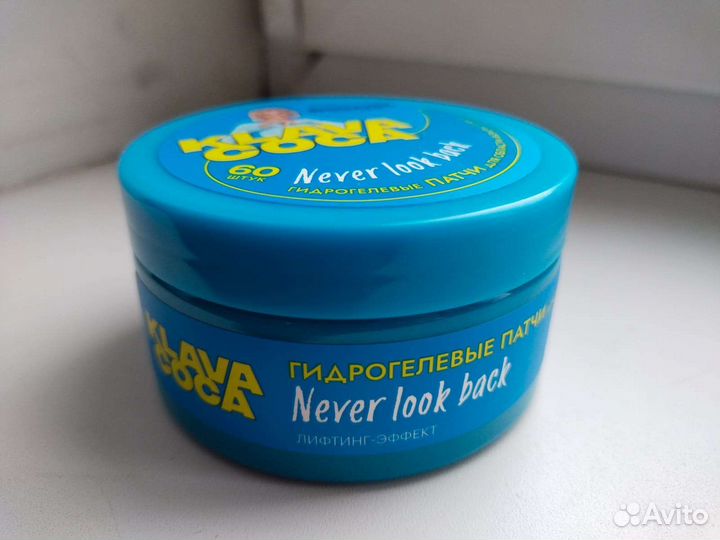 KLAVA
COCA
60
ШТУК
Never look back
ГИДРОГЕЛЕВЫЕ ПАТЧИ ДЛЯ
KLAVA
COCA
ГИДРОГЕЛЕВЫЕ ПАТЧИ
Never look back
ЛИФТИНГ-ЭФФЕКТ
Avito